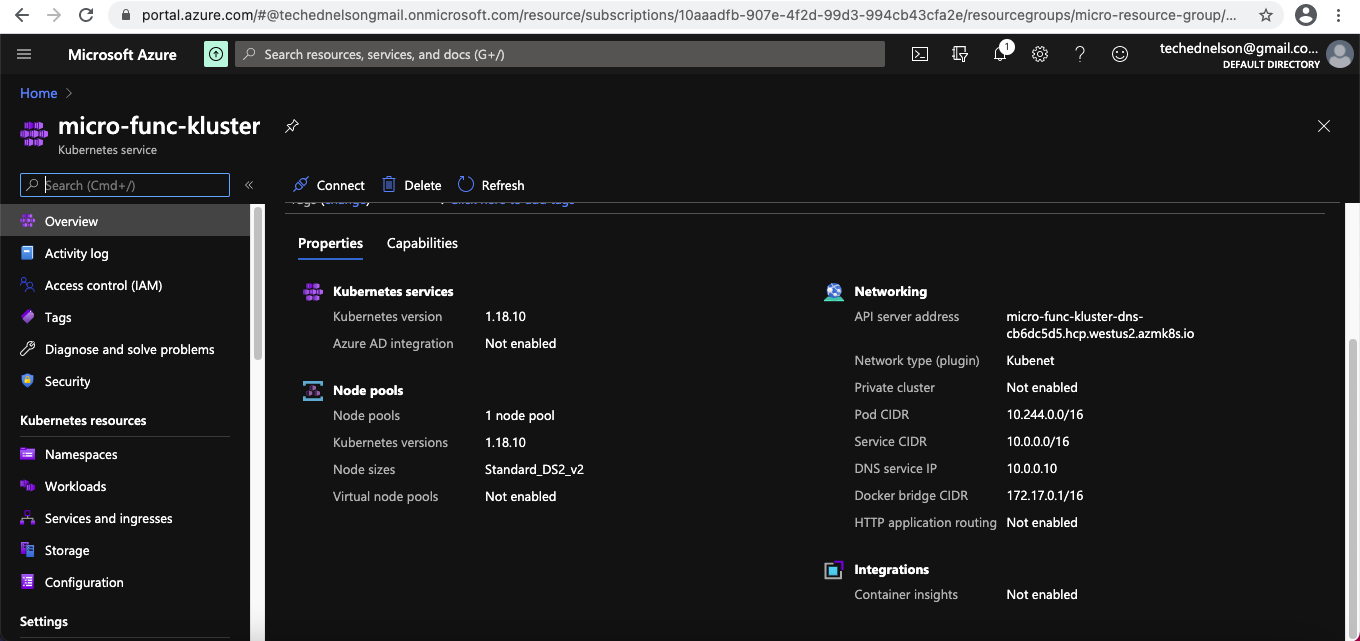 portal.azure.com/#@techednelsongmail.onmicrosoft.com/resource/subscriptions/10aaadfb-907e-4f2d-99d3-994cb43cfa2e/resourcegroups/micro-resource-group/...
Microsoft Azure
Search resources, services, and docs (G+/)
1
techednelson@gmail.co...
DEFAULT DIRECTORY
Home >
micro-func-kluster
Kubernetes service
Search (Cmd+/)
«
Connect Delete Refresh
Tags (change) Click here to add tags
Overview
Activity log
Access control (IAM)
Tags
Diagnose and solve problems
Security
Kubernetes resources
Namespaces
Workloads
Services and ingresses
Storage
Configuration
Settings
Properties Capabilities
Kubernetes services
Kubernetes version 1.18.10
Azure AD integration Not enabled
Node pools
Node pools 1 node pool
Kubernetes versions 1.18.10
Node sizes Standard_DS2_v2
Virtual node pools Not enabled
Networking
API server address micro-func-kluster-dns-
cb6dc5d5.hcp.westus2.azmk8s.io
Network type (plugin) Kubenet
Private cluster Not enabled
Pod CIDR 10.244.0.0/16
Service CIDR 10.0.0.0/16
DNS service IP 10.0.0.10
Docker bridge CIDR 172.17.0.1/16
HTTP application routing Not enabled
Integrations
Container insights Not enabled